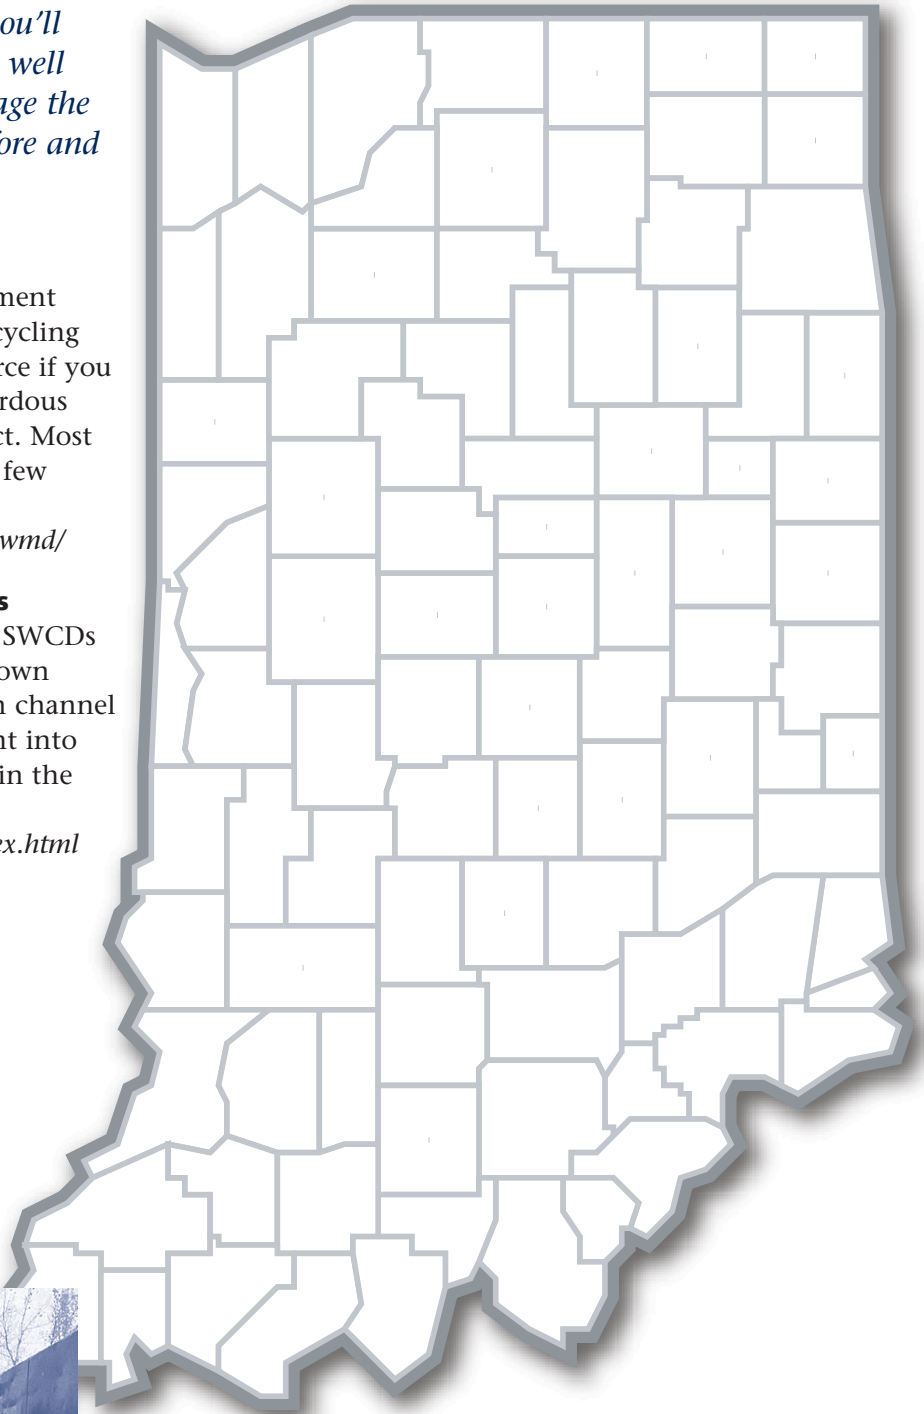 ou'll
well
age the
ore and
ment
cycling
rce if you
rdous
ct. Most
few
wmd/
s
SWCDs
own
n channel
nt into
in the
ex.html